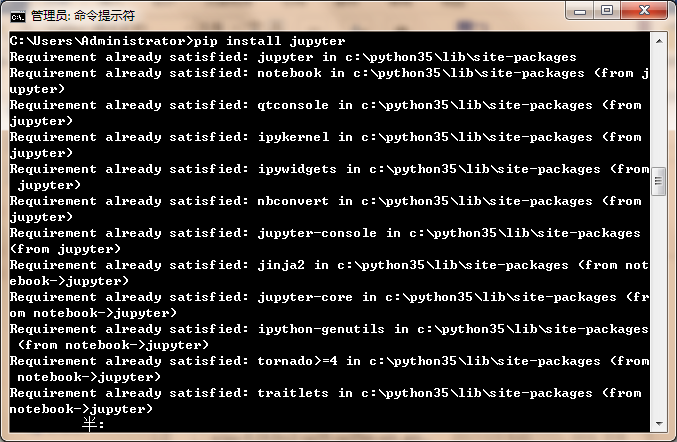 管理员: 命令提示符
C:\Users\Administrator>pip install jupyter
Requirement already satisfied: jupyter in c:\python35\lib\site-packages
Requirement already satisfied: notebook in c:\python35\lib\site-packages (from j
upyter)
Requirement already satisfied: qtconsole in c:\python35\lib\site-packages (from
jupyter)
Requirement already satisfied: ipykernel in c:\python35\lib\site-packages (from
jupyter)
Requirement already satisfied: ipywidgets in c:\python35\lib\site-packages (from
 jupyter)
Requirement already satisfied: nbconvert in c:\python35\lib\site-packages (from
jupyter)
Requirement already satisfied: jupyter-console in c:\python35\lib\site-packages
(from jupyter)
Requirement already satisfied: jinja2 in c:\python35\lib\site-packages (from not
ebook->jupyter)
Requirement already satisfied: jupyter-core in c:\python35\lib\site-packages (fr
om notebook->jupyter)
Requirement already satisfied: ipython-genutils in c:\python35\lib\site-packages
 (from notebook->jupyter)
Requirement already satisfied: tornado>=4 in c:\python35\lib\site-packages (from
 notebook->jupyter)
Requirement already satisfied: traitlets in c:\python35\lib\site-packages (from
notebook->jupyter)
半: